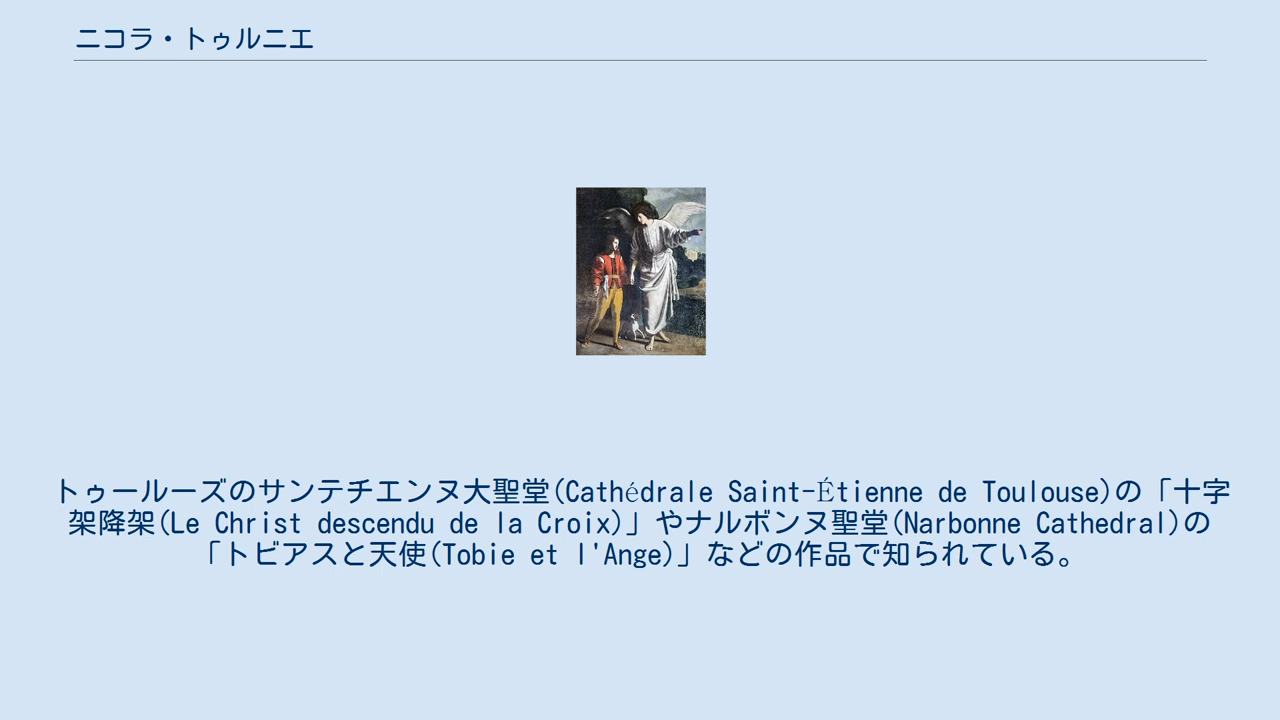 ニコラ・トゥルニエ
トゥールーズのサンテチエンヌ大聖堂(Cathédrale Saint-Étienne de Toulouse)の「十字
架降架(Le Christ descendu de la Croix)」やナルボンヌ聖堂(Narbonne Cathedral)の
「トビアスと天使(Tobie et l'Ange)」などの作品で知られている。